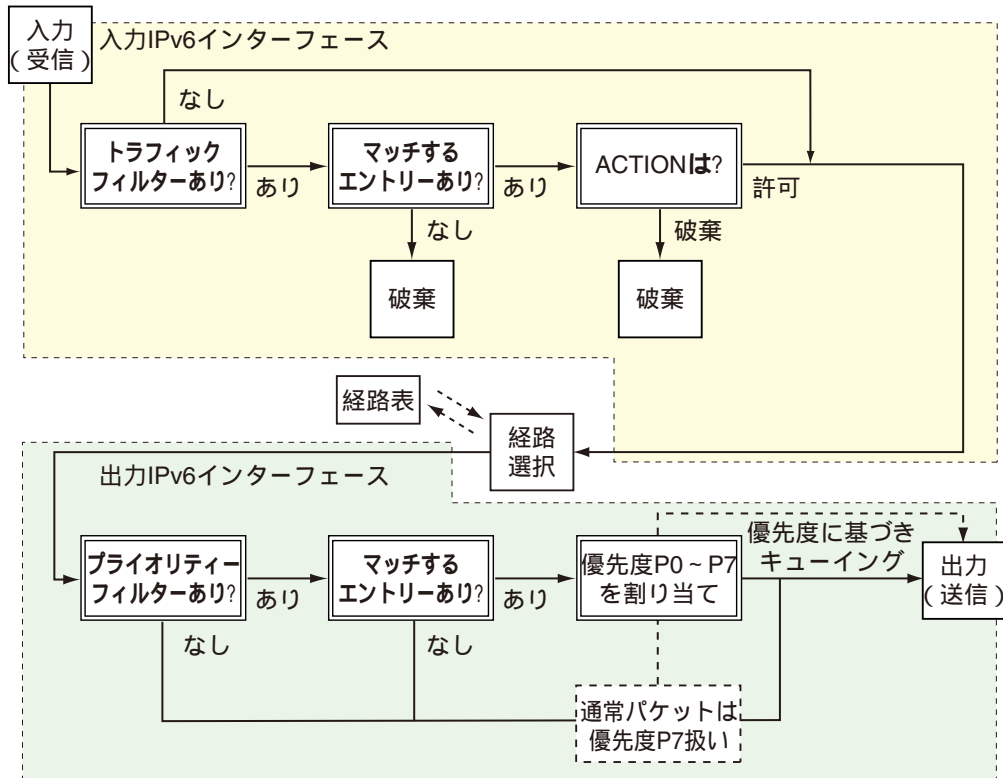 入力
(受信)
入力IPv6インターフェース
なし
トラフィック
フィルターあり?
あり
マッチする
エントリーあり?
あり
ACTIONは?
許可
なし
破棄
破棄
破棄
経路表
経路
選択
出力IPv6インターフェース
優先度に基づき
キューイング
プライオリティー
フィルターあり?
あり
マッチする
エントリーあり?
あり
優先度P0~P7
を割り当て
出力
(送信)
なし
なし
通常パケットは
優先度P7扱い